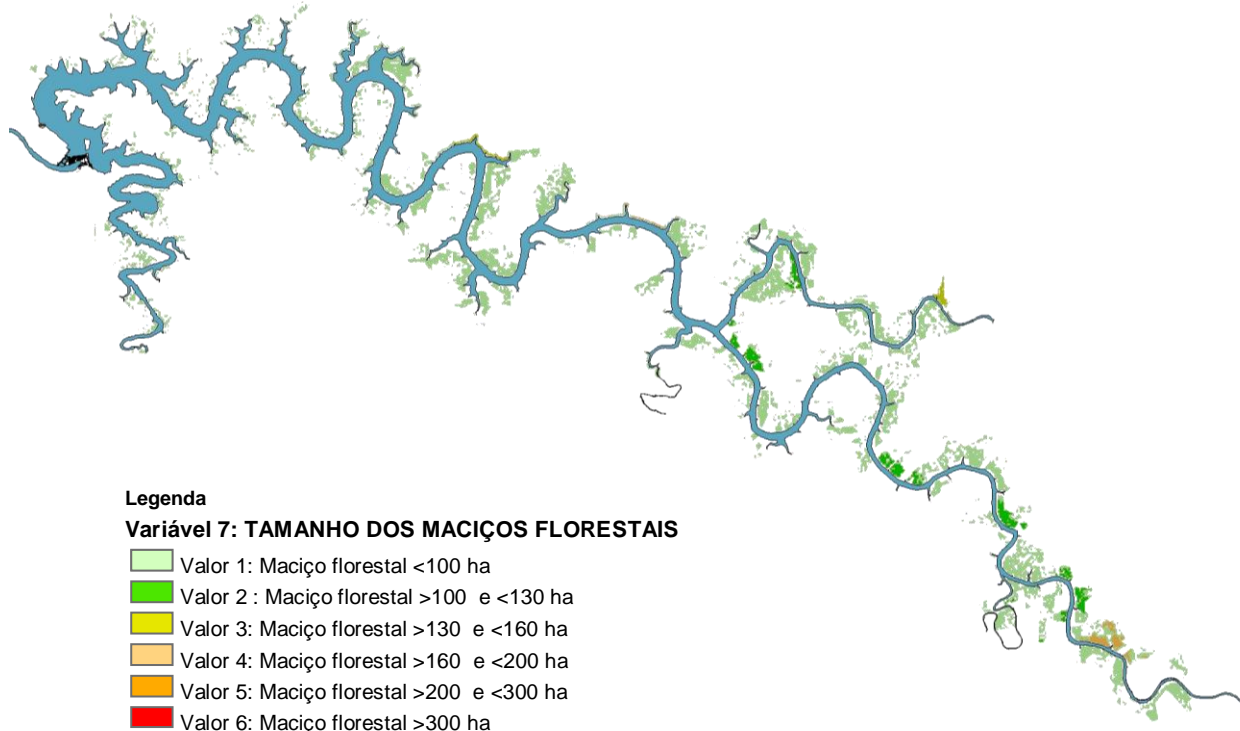 Legenda
Variável 7: TAMANHO DOS MACIÇOS FLORESTAIS
Valor 1: Maciço florestal <100 ha
Valor 2 : Maciço florestal >100 e <130 ha
Valor 3: Maciço florestal >130 e <160 ha
Valor 4: Maciço florestal >160 e <200 ha
Valor 5: Maciço florestal >200 e <300 ha
Valor 6: Maciço florestal >300 ha